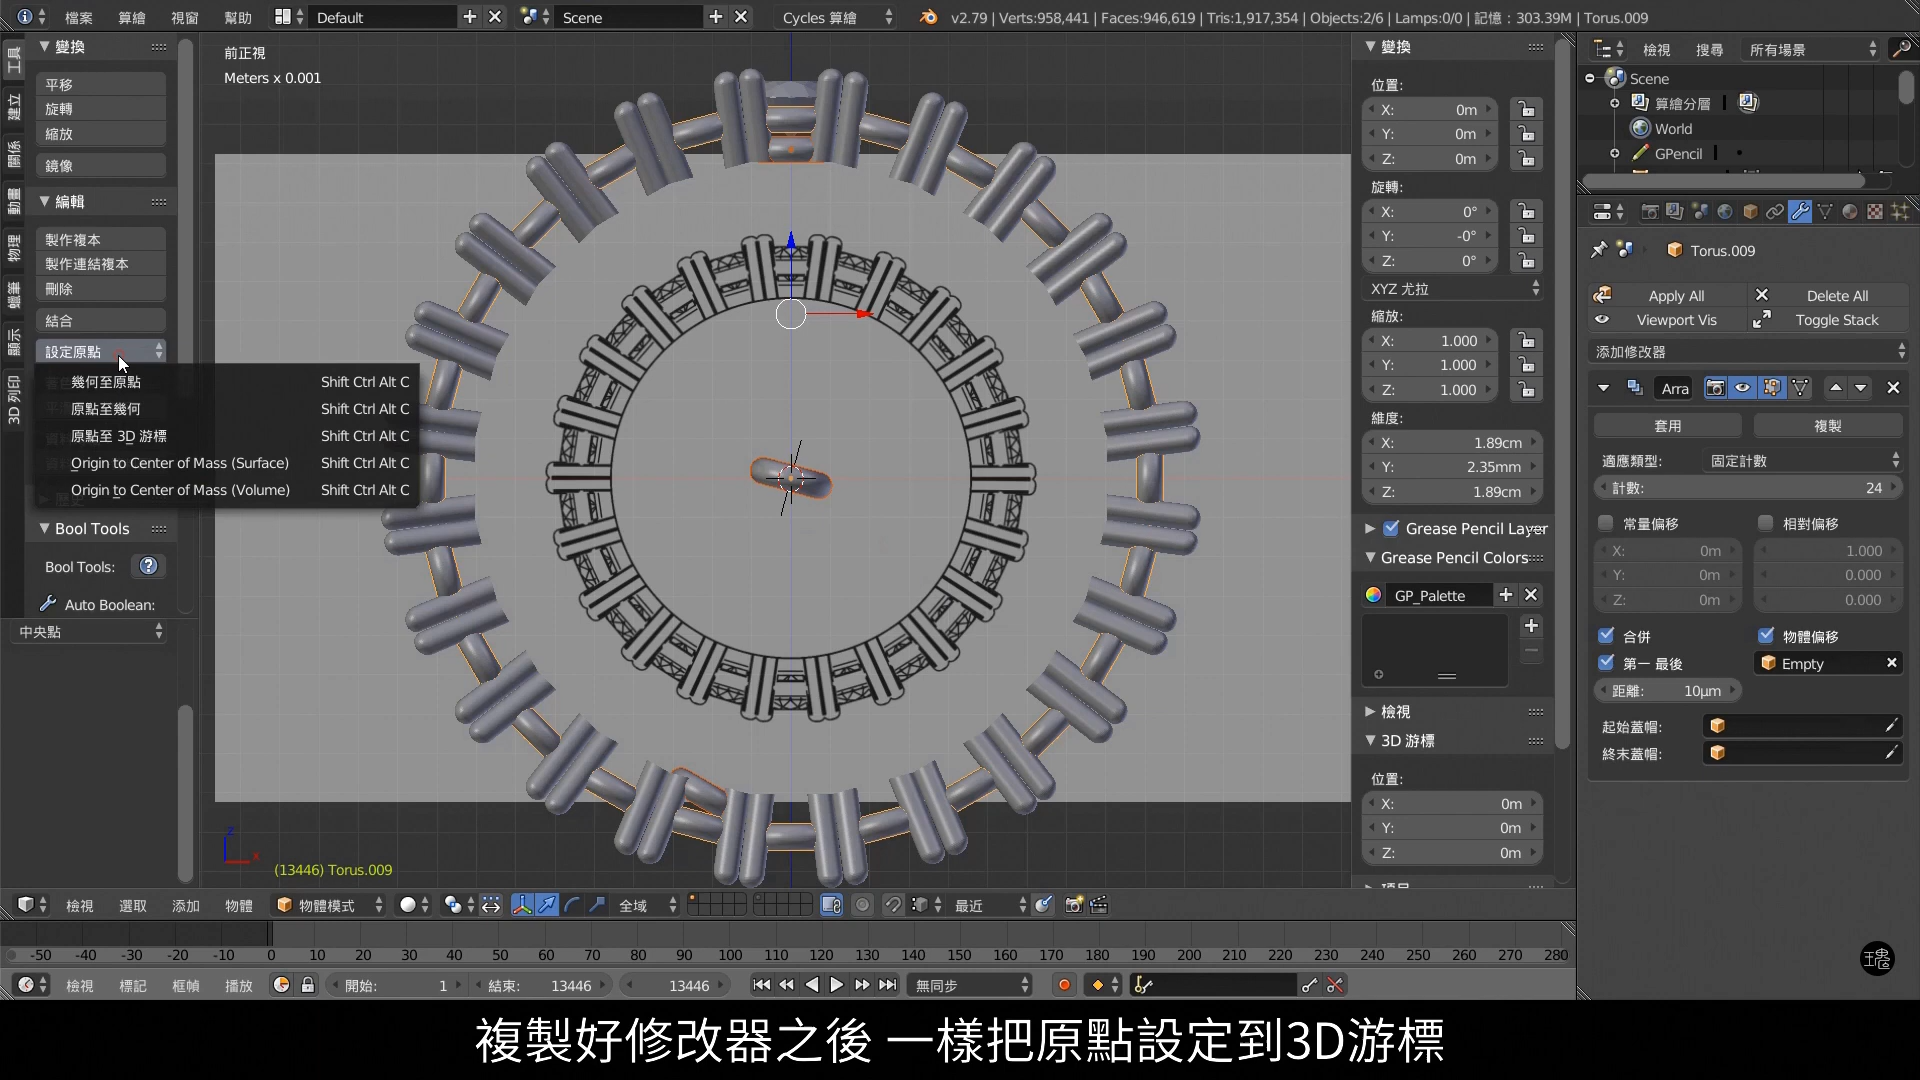 檔案 算繪 視窗 幫助 Default Scene Cycles 算繪 v2.79 | Verts:958,441 | Faces:946,619 | Tris:1,917,354 | Objects:2/6 | Lamps:0/0 | 記憶：303.39M | Torus.009
工具
建立
關係
動畫
物理
蠟筆
顯示
3D 列印
變換
平移
旋轉
縮放
鏡像
編輯
製作複本
製作連結複本
刪除
結合
設定原點
幾何至原點 Shift Ctrl Alt C
原點至幾何 Shift Ctrl Alt C
原點至 3D 游標 Shift Ctrl Alt C
Origin to Center of Mass (Surface) Shift Ctrl Alt C
Origin to Center of Mass (Volume) Shift Ctrl Alt C
Bool Tools
Bool Tools:
Auto Boolean:
中央點
前正視
Meters x 0.001
z
x
(13446) Torus.009
變換
位置:
X: 0m
Y: 0m
Z: 0m
旋轉:
X: 0°
Y: -0°
Z: 0°
XYZ 尤拉
縮放:
X: 1.000
Y: 1.000
Z: 1.000
維度:
X: 1.89cm
Y: 2.35mm
Z: 1.89cm
Grease Pencil Layer
Grease Pencil Colors
GP_Palette
檢視
3D 游標
位置:
X: 0m
Y: 0m
Z: 0m
檢視 搜尋 所有場景
Scene
算繪分層
World
GPencil
Torus.009
Apply All Delete All
Viewport Vis Toggle Stack
添加修改器
Arra
套用 複製
適應類型: 固定計數
計數: 24
常量偏移 相對偏移
X: 0m 1.000
Y: 0m 0.000
Z: 0m 0.000
合併 物體偏移
第一 最後 Empty
距離: 10µm
起始蓋帽:
終末蓋帽:
檢視 選取 添加 物體 物體模式 全域 最近
-50 -40 -30 -20 -10 0 10 20 30 40 50 60 70 80 90 100 110 120 130 140 150 160 170 180 190 200 210 220 230 240 250 260 270 280
檢視 標記 框幀 播放 開始: 1 結束: 13446 13446 無同步
複製好修改器之後 一樣把原點設定到3D游標